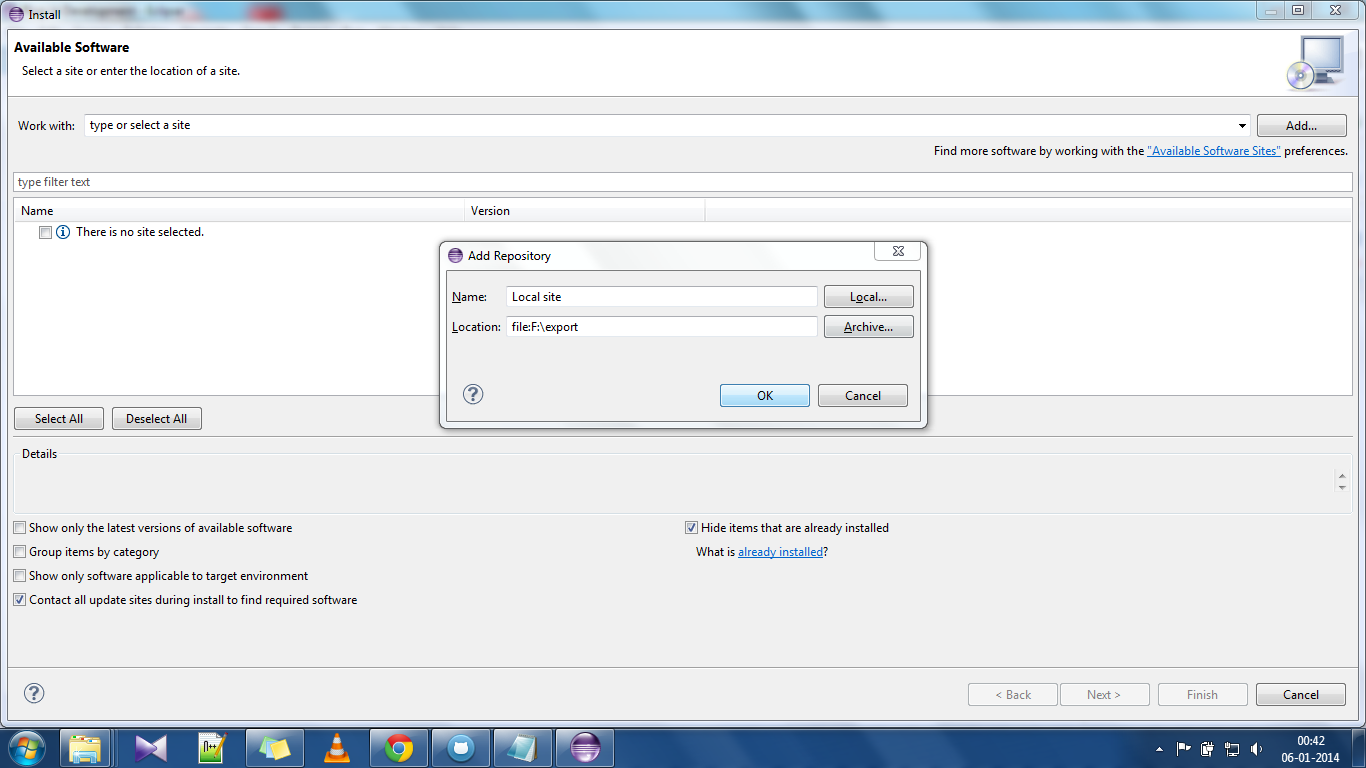 Install
Available Software
Select a site or enter the location of a site.
Work with: type or select a site Add...
Find more software by working with the "Available Software Sites" preferences.
type filter text
Name Version
There is no site selected.
Add Repository
Name: Local site Local...
Location: file:F:\export Archive...
OK Cancel
Select All Deselect All
Details
Show only the latest versions of available software Hide items that are already installed
Group items by category What is already installed?
Show only software applicable to target environment
Contact all update sites during install to find required software
< Back Next > Finish Cancel
00:42
06-01-2014